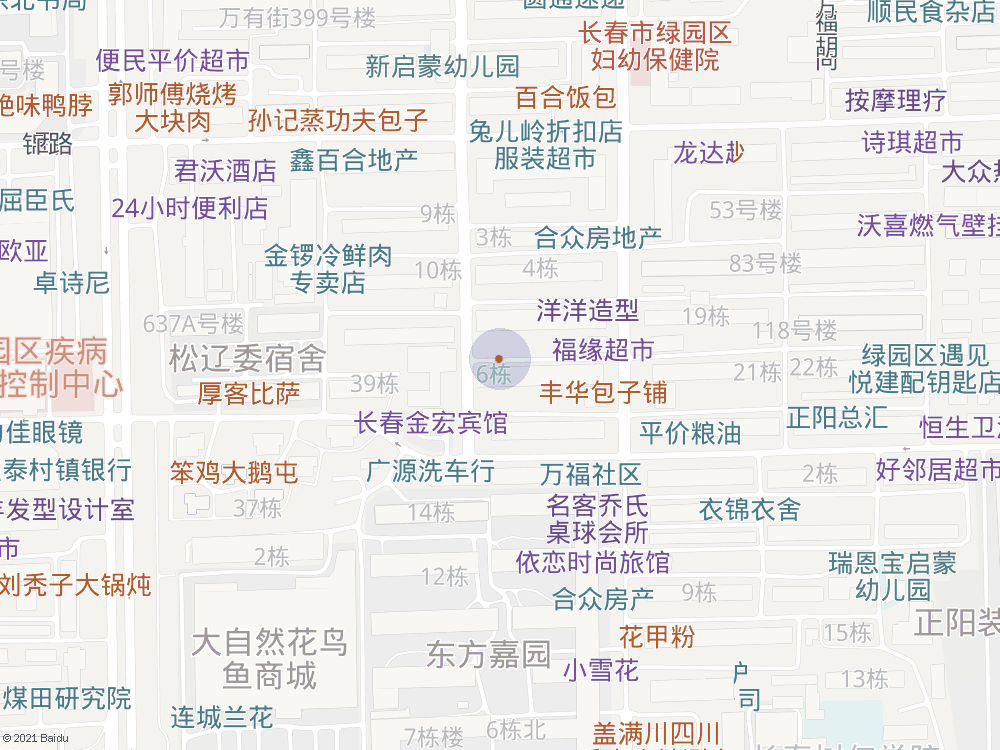 万有街399号楼
圆通速递
顺民食杂店
长春市绿园区
妇幼保健院
便民平价超市
新启蒙幼儿园
号楼
郭师傅烧烤
大块肉
绝味鸭脖
百合饭包
按摩理疗
孙记蒸功夫包子
兔儿岭折扣店
服装超市
诗琪超市
龙达超
鑫百合地产
君沃酒店
屈臣氏
24小时便利店
9栋
53号楼
3栋
合众房地产
沃喜燃气壁挂
欧亚
金锣冷鲜肉
专卖店
10栋
4栋
83号楼
卓诗尼
洋洋造型
19栋
637A号楼
118号楼
园区疾病
控制中心
松辽委宿舍
福缘超市
绿园区遇见
悦建配钥匙店
22栋
21栋
6栋
39栋
厚客比萨
丰华包子铺
长春金宏宾馆
正阳总汇
平价粮油
佳眼镜
泰村镇银行
笨鸡大鹅屯
广源洗车行
万福社区
2栋
好邻居超市
发型设计室
37栋
14栋
名客乔氏
桌球会所
衣锦衣舍
市
2栋
依恋时尚旅馆
瑞恩宝启蒙
幼儿园
刘秃子大锅炖
12栋
合众房产
9栋
正阳装
大自然花鸟
鱼商城
东方嘉园
花甲粉
15栋
小雪花
13栋
煤田研究院
连城兰花
司
7栋楼
6栋北
盖满川四川
© 2021 Baidu